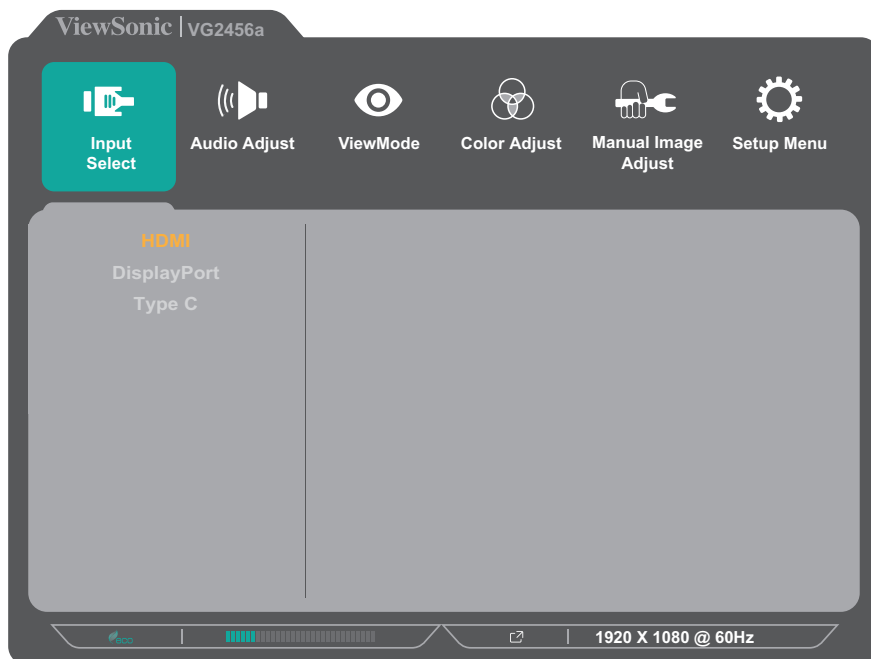 ViewSonic | VG2456a
Input Select
Audio Adjust
ViewMode
Color Adjust
Manual Image Adjust
Setup Menu
HDMI
DisplayPort
Type C
eco
1920 X 1080 @ 60Hz